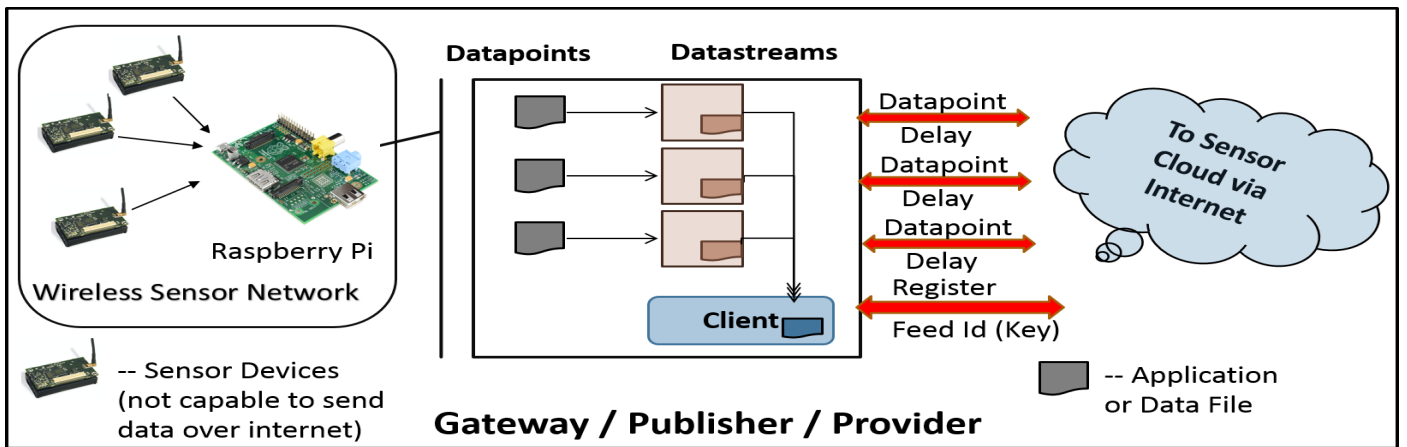 Raspberry Pi
Wireless Sensor Network
-- Sensor Devices
(not capable to send
data over internet)
Datapoints
Datastreams
Client
Datapoint
Delay
Datapoint
Delay
Datapoint
Delay
Register
Feed Id (Key)
To Sensor
Cloud via
Internet
-- Application
or Data File
Gateway / Publisher / Provider